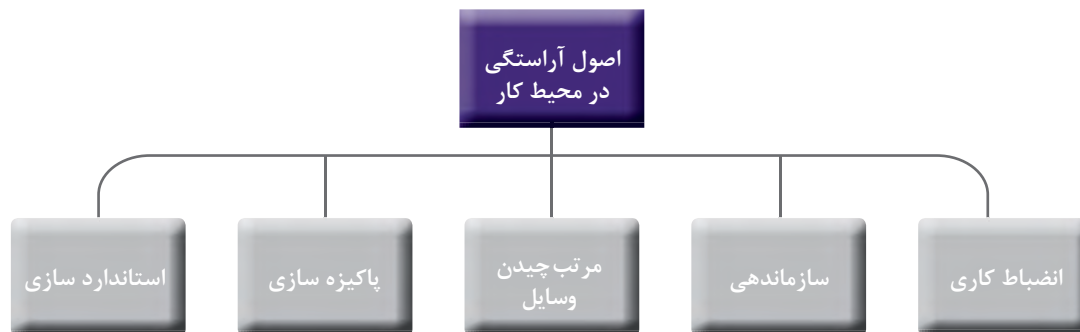 اصول آراستگی
در محیط کار
انضباط کاری
سازماندهی
مرتب‌چیدن
وسایل
پاکیزه سازی
استاندارد سازی